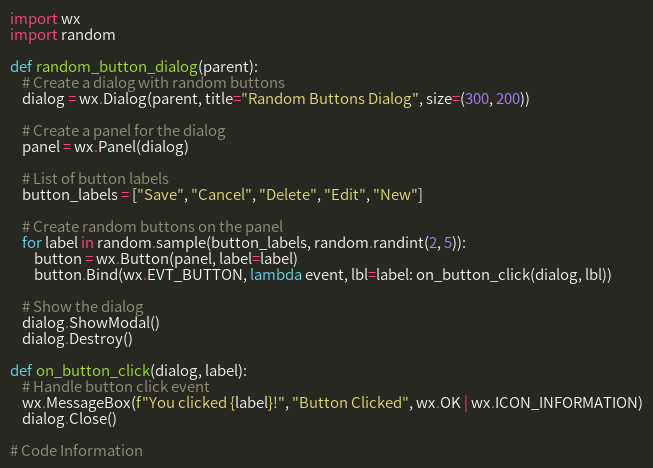 import wx
import random
def random_button_dialog(parent):
# Create a dialog with random buttons
dialog = wx.Dialog(parent, title="Random Buttons Dialog", size=(300, 200))
# Create a panel for the dialog
panel = wx.Panel(dialog)
# List of button labels
button_labels = ["Save", "Cancel", "Delete", "Edit", "New"]
# Create random buttons on the panel
for label in random.sample(button_labels, random.randint(2, 5)):
button = wx.Button(panel, label=label)
button.Bind(wx.EVT_BUTTON, lambda event, lbl=label: on_button_click(dialog, lbl))
# Show the dialog
dialog.ShowModal()
dialog.Destroy()
def on_button_click(dialog, label):
# Handle button click event
wx.MessageBox(f"You clicked {label}!", "Button Clicked", wx.OK | wx.ICON_INFORMATION)
dialog.Close()
# Code Information